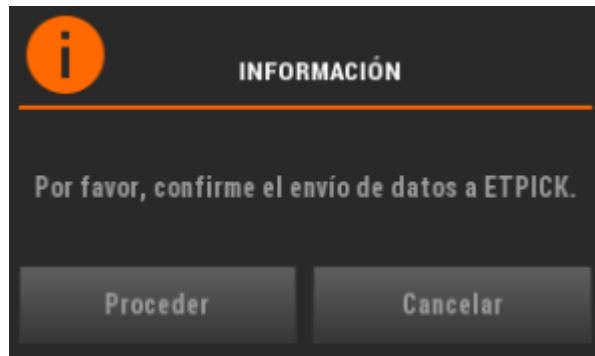 i
INFORMACIÓN
Por favor, confirme el envío de datos a ETPICK.
Proceder
Cancelar